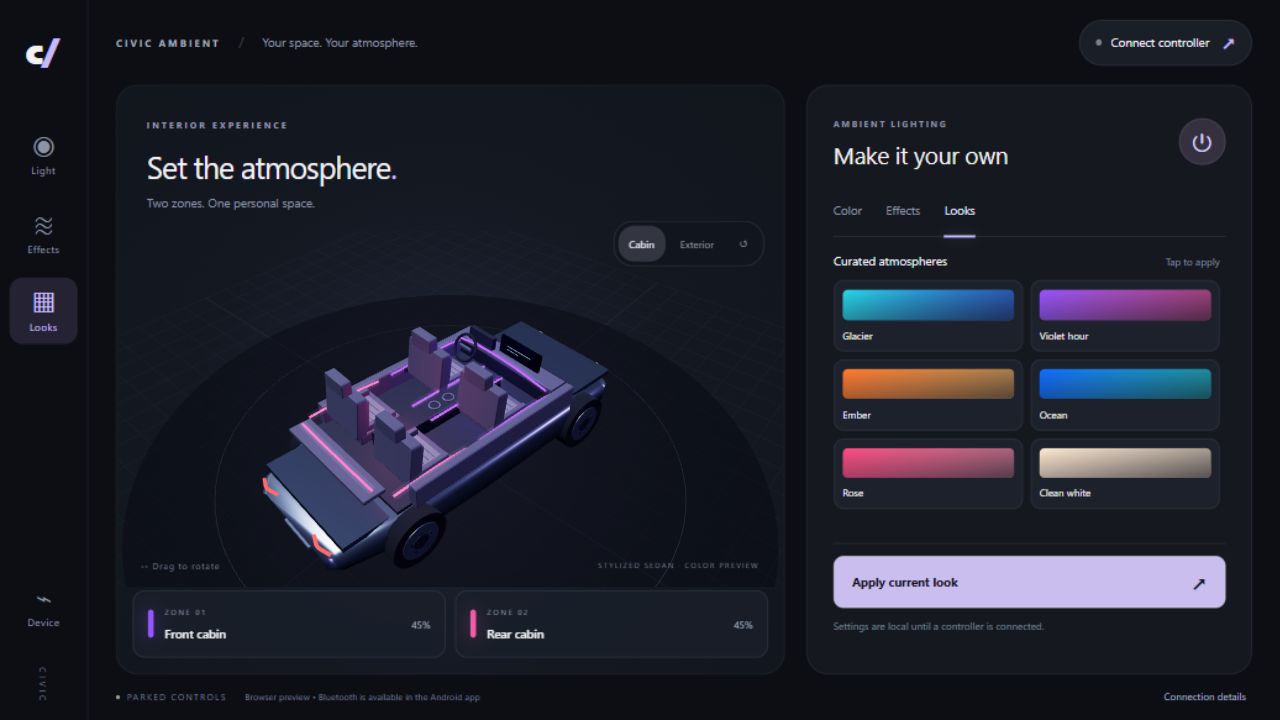 c/
CIVIC AMBIENT / Your space. Your atmosphere.
Connect controller ↗
Light
Effects
Looks
Device
CIVIC
INTERIOR EXPERIENCE
Set the atmosphere.
Two zones. One personal space.
Cabin Exterior ↺
↔ Drag to rotate
STYLIZED SEDAN · COLOR PREVIEW
ZONE 01
Front cabin
45%
ZONE 02
Rear cabin
45%
AMBIENT LIGHTING
Make it your own
Color Effects Looks
Curated atmospheres
Tap to apply
Glacier
Violet hour
Ember
Ocean
Rose
Clean white
Apply current look ↗
Settings are local until a controller is connected.
PARKED CONTROLS
Browser preview • Bluetooth is available in the Android app
Connection details